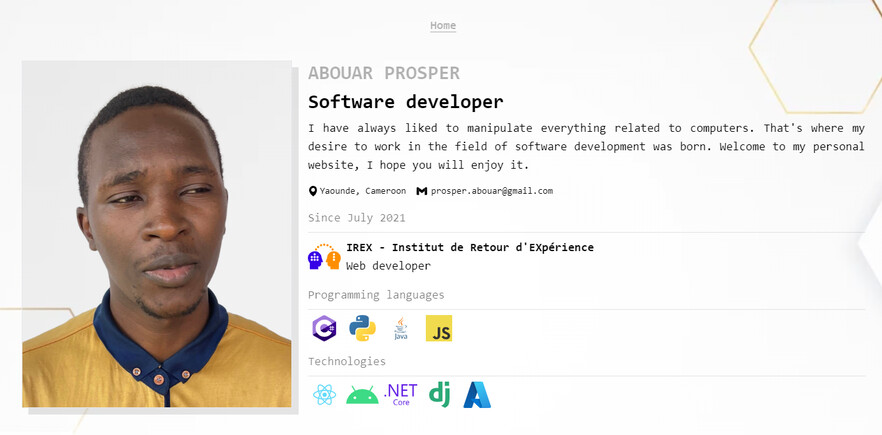 Home
ABOUAR PROSPER
Software developer
I have always liked to manipulate everything related to computers. That's where my
desire to work in the field of software development was born. Welcome to my personal
website, I hope you will enjoy it.
Yaounde, Cameroon prosper.abouar@gmail.com
Since July 2021
IREX - Institut de Retour d'EXpérience
Web developer
Programming languages
C# Java JS
Technologies
.NET Core dj